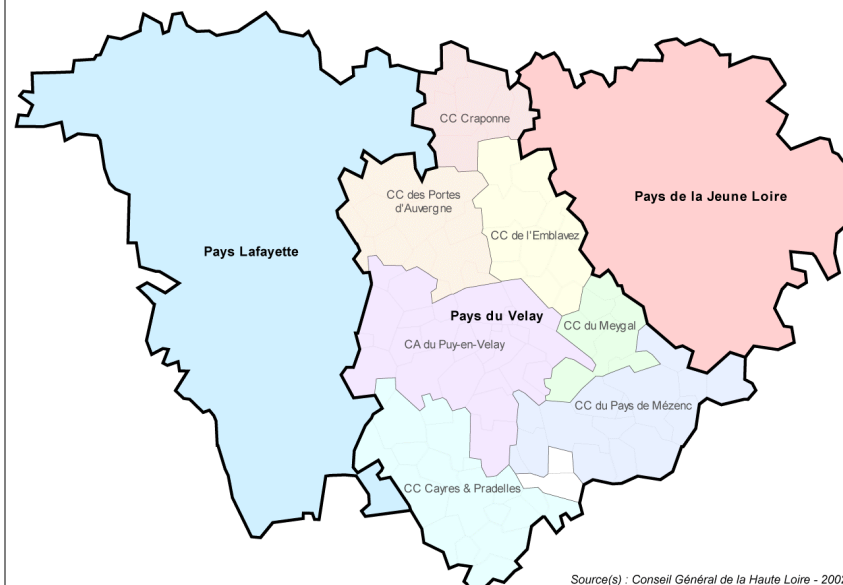 CC Craponne
CC des Portes
d'Auvergne
Pays de la Jeune Loire
CC de l'Emblavez
Pays Lafayette
Pays du Velay
CC du Meygal
CA du Puy-en-Velay
CC du Pays de Mézenc
CC Cayres & Pradelles
Source(s) : Conseil Général de la Haute Loire - 2002